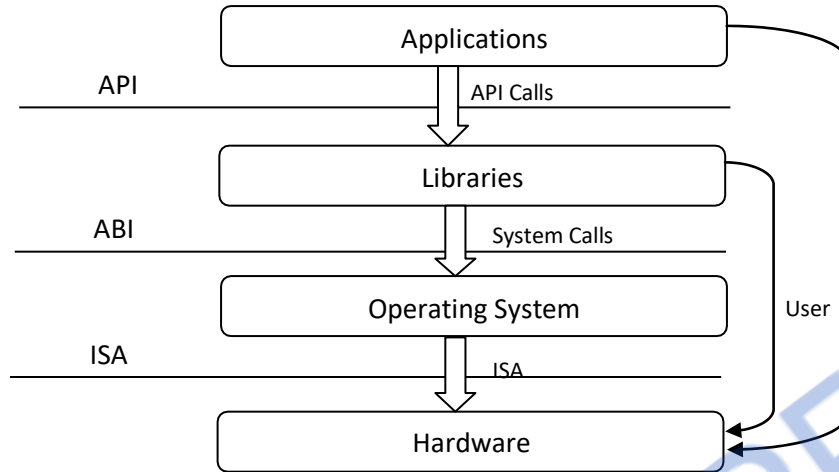 Applications
API
API Calls
Libraries
ABI
System Calls
Operating System
User
ISA
ISA
Hardware